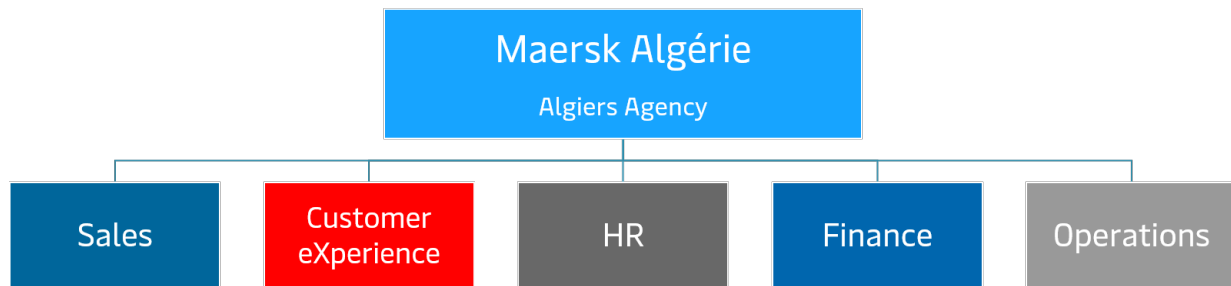 Maersk Algérie
Algiers Agency
Sales
Customer
eXperience
HR
Finance
Operations